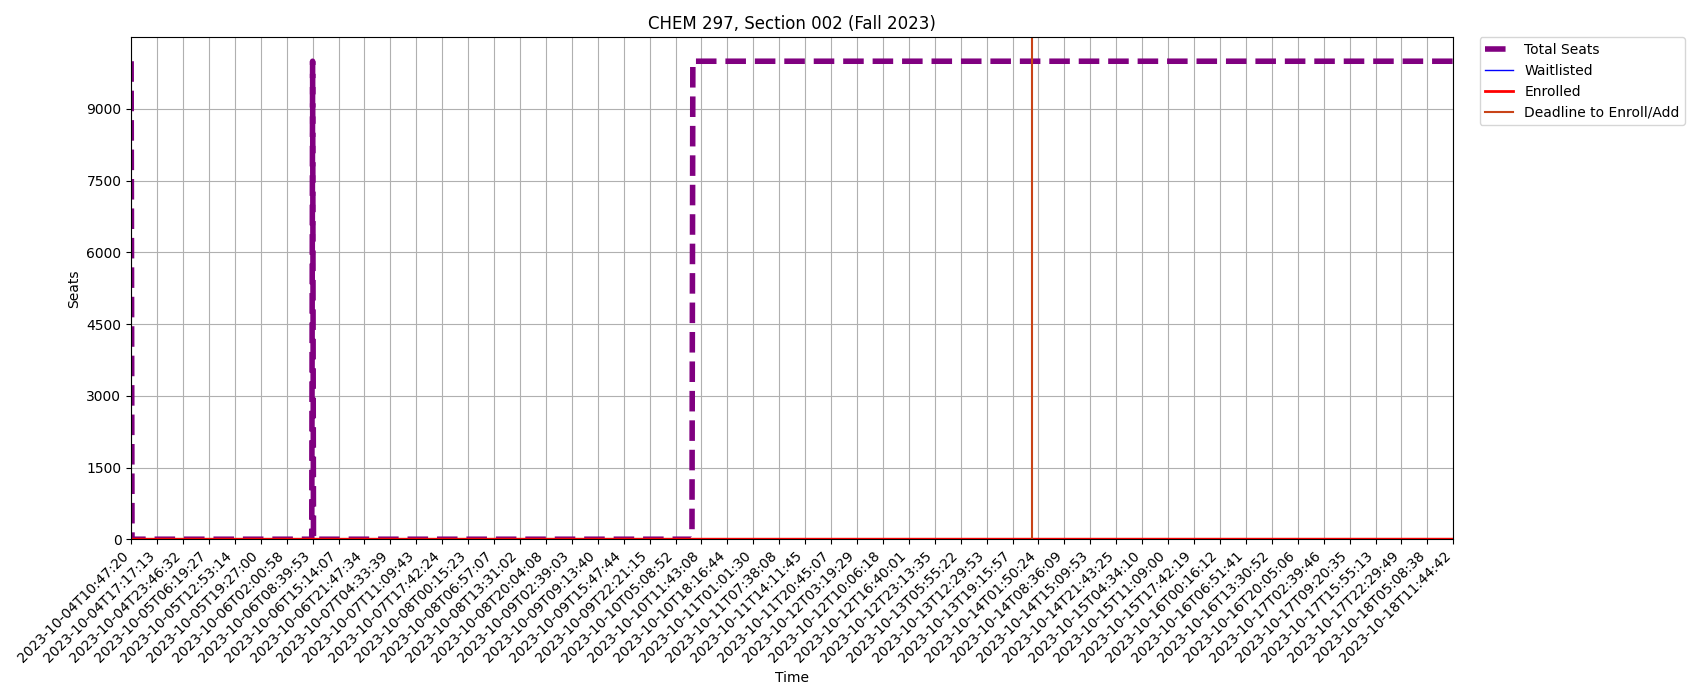 CHEM 297, Section 002 (Fall 2023)
Total Seats
Waitlisted
Enrolled
Deadline to Enroll/Add
Seats
9000
7500
6000
4500
3000
1500
0
2023-10-04T10:47:20
2023-10-04T17:17:13
2023-10-04T23:46:32
2023-10-05T06:19:27
2023-10-05T12:53:14
2023-10-05T19:27:00
2023-10-06T02:00:58
2023-10-06T08:39:53
2023-10-06T15:14:07
2023-10-06T21:47:34
2023-10-07T04:33:39
2023-10-07T11:09:43
2023-10-07T17:42:24
2023-10-08T00:15:23
2023-10-08T06:57:07
2023-10-08T13:31:02
2023-10-08T20:04:08
2023-10-09T02:39:03
2023-10-09T09:13:40
2023-10-09T15:47:44
2023-10-09T22:21:15
2023-10-10T05:08:52
2023-10-10T11:43:08
2023-10-10T18:16:44
2023-10-11T01:01:30
2023-10-11T07:38:08
2023-10-11T14:11:45
2023-10-11T20:45:07
2023-10-12T03:19:29
2023-10-12T10:06:18
2023-10-12T16:40:01
2023-10-12T23:13:35
2023-10-13T05:55:22
2023-10-13T12:29:53
2023-10-13T19:15:57
2023-10-14T01:50:24
2023-10-14T08:36:09
2023-10-14T15:09:53
2023-10-14T21:43:25
2023-10-15T04:34:10
2023-10-15T11:09:00
2023-10-15T17:42:19
2023-10-16T00:16:12
2023-10-16T06:51:41
2023-10-16T13:30:52
2023-10-16T20:05:06
2023-10-17T02:39:46
2023-10-17T09:20:35
2023-10-17T15:55:13
2023-10-17T22:29:49
2023-10-18T05:08:38
2023-10-18T11:44:42
Time